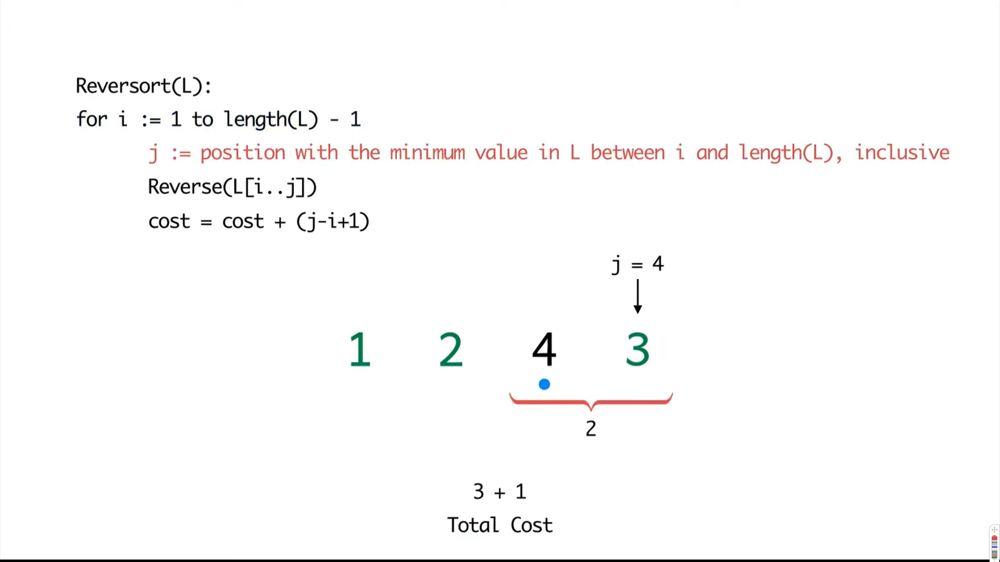 Reversort(L):
for i := 1 to length(L) - 1
j := position with the minimum value in L between i and length(L), inclusive
Reverse(L[i..j])
cost = cost + (j-i+1)
j = 4
1 2 4 3
2
3 + 1
Total Cost